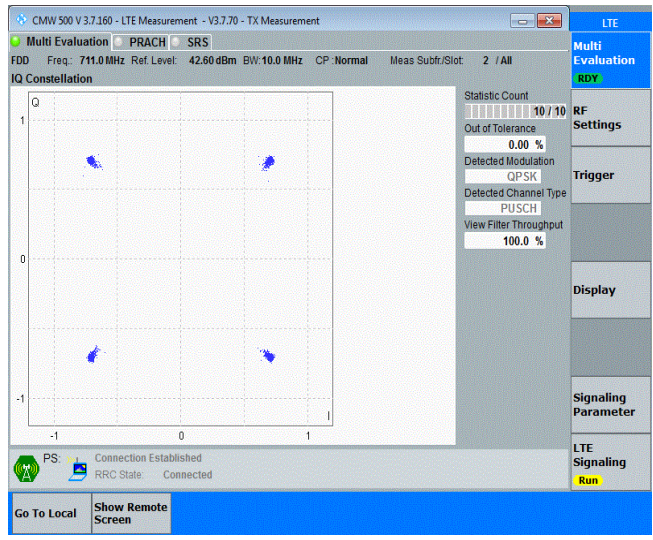 CMW 500 V 3.7.160 - LTE Measurement - V3.7.70 - TX Measurement
LTE
Multi Evaluation PRACH SRS
Multi
Evaluation
RDY
FDD Freq.: 711.0 MHz Ref. Level: 42.60 dBm BW: 10.0 MHz CP :Normal Meas Subfr./Slot: 2 / All
IQ Constellation
Q
1
0
-1
I
-1 0 1
Statistic Count
10 / 10
Out of Tolerance
0.00 %
Detected Modulation
QPSK
Detected Channel Type
PUSCH
View Filter Throughput
100.0 %
RF
Settings
Trigger
Display
Signaling
Parameter
LTE
Signaling
Run
PS: Connection Established
RRC State: Connected
Go To Local
Show Remote
Screen